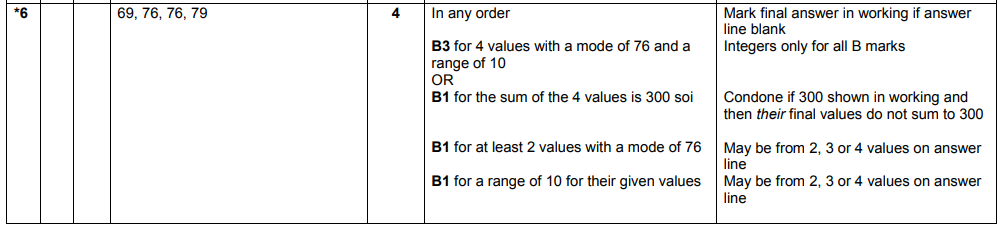 *6
69, 76, 76, 79
4
In any order
B3 for 4 values with a mode of 76 and a
range of 10
OR
B1 for the sum of the 4 values is 300 soi
B1 for at least 2 values with a mode of 76
B1 for a range of 10 for their given values
Mark final answer in working if answer
line blank
Integers only for all B marks
Condone if 300 shown in working and
then their final values do not sum to 300
May be from 2, 3 or 4 values on answer
line
May be from 2, 3 or 4 values on answer
line